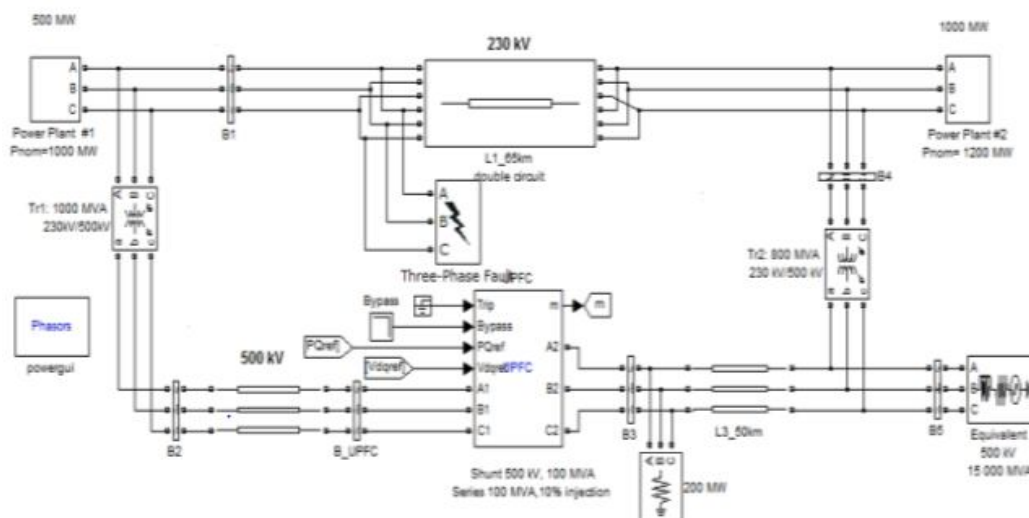 500 MW
1000 MW
230 kV
A
B
C
A
B
C
Power Plant #1
Pnom=1000 MW
B1
L1_65km
double circuit
Power Plant #2
Pnom= 1200 MW
B4
A B C
Tr1: 1000 MVA
230kV/500kV
a b c
A
B
C
A B C
Tr2: 800 MVA
230 kV/500 kV
a b c
Three-Phase Fault
Bypass
Trip
m
m
Bypass
Phasors
powergui
[PQref]
PQref
A2
[Vdqref]
Vdqref
UPFC
500 kV
A1
B2
B1
C1
C2
A
B
C
B2
B_UPFC
B3
L3_50km
B5
Equivalent
500 kV
15 000 MVA
Shunt 500 kV, 100 MVA
Series 100 MVA,10% injection
A B C
200 MW